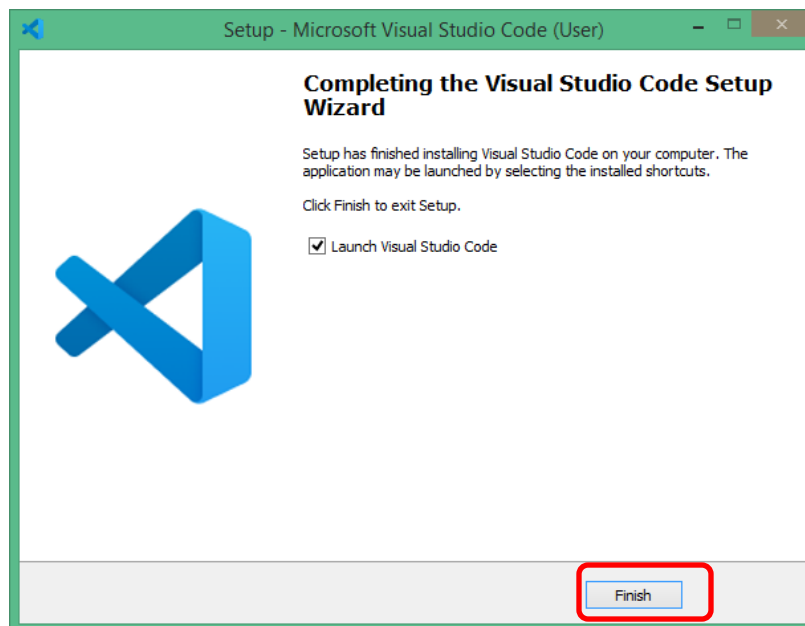 Setup - Microsoft Visual Studio Code (User)
Completing the Visual Studio Code Setup
Wizard
Setup has finished installing Visual Studio Code on your computer. The
application may be launched by selecting the installed shortcuts.
Click Finish to exit Setup.
Launch Visual Studio Code
Finish